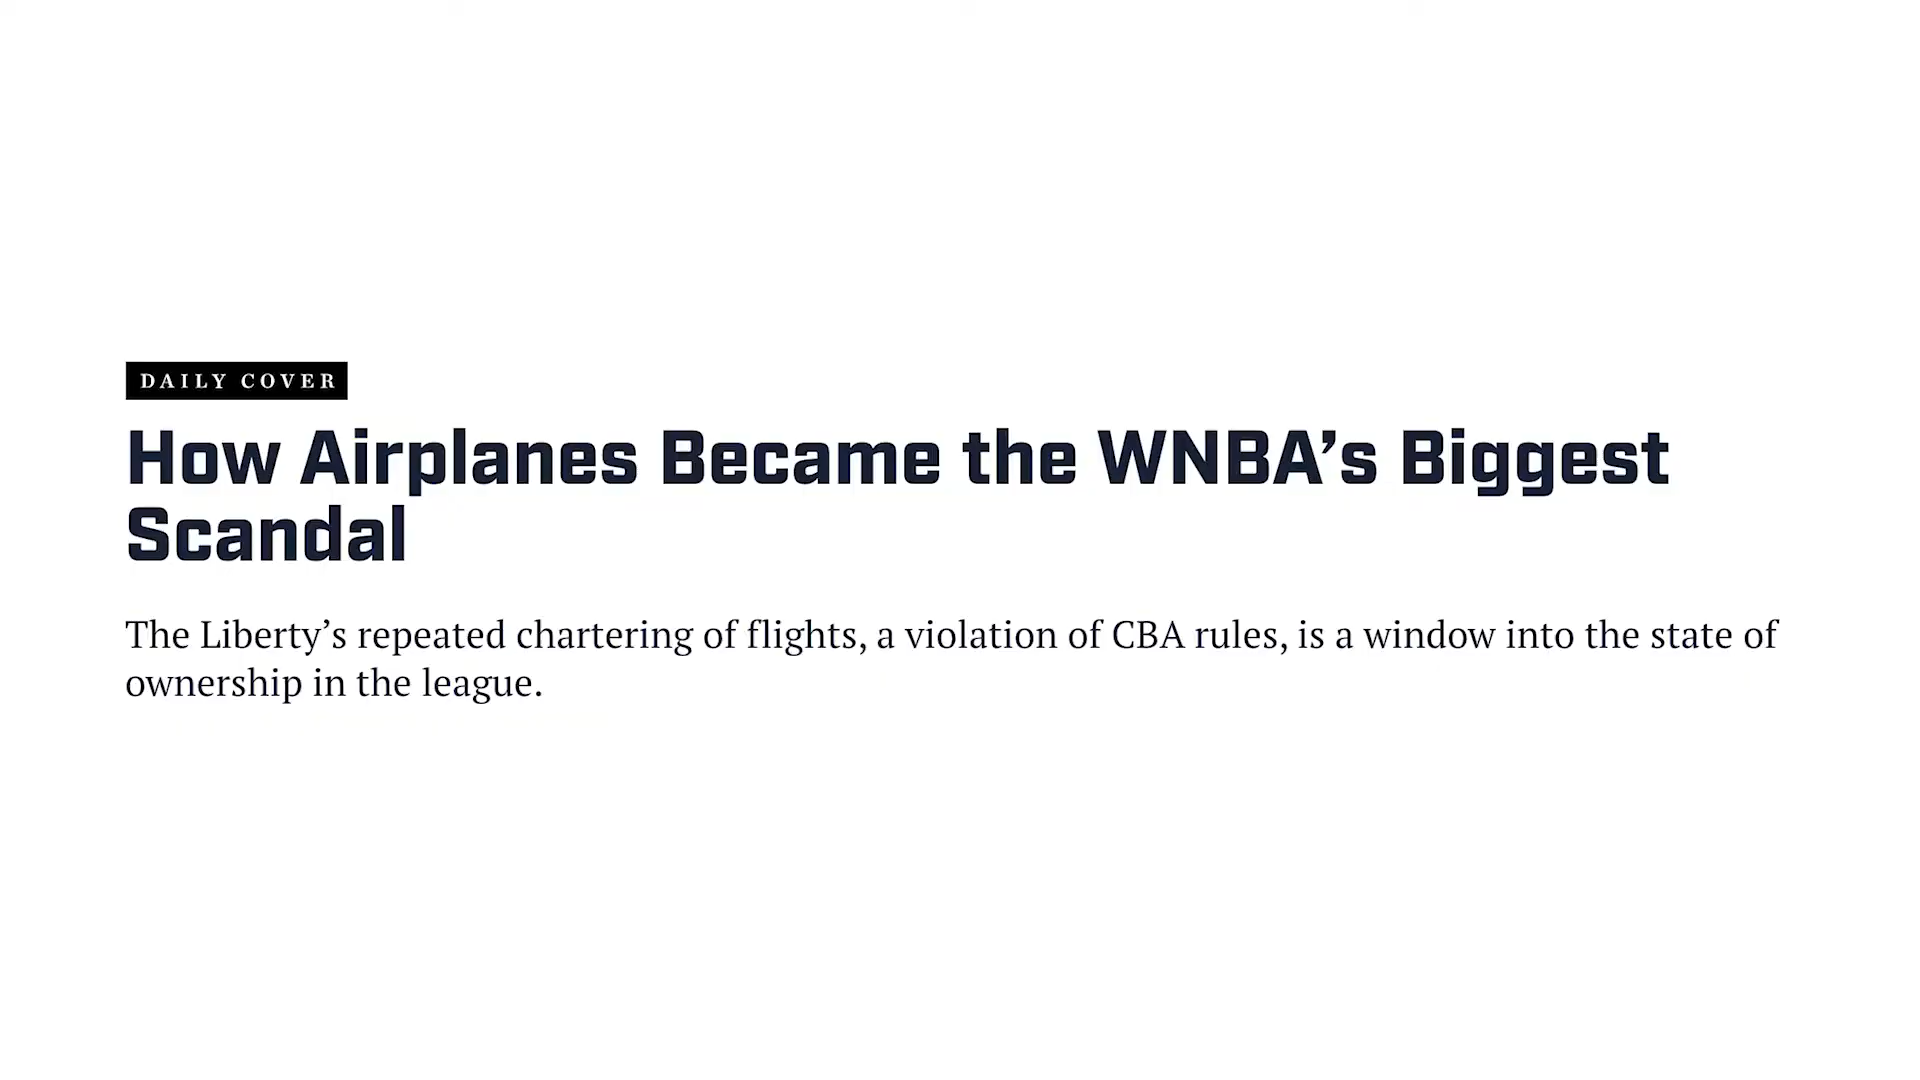 DAILY COVER
How Airplanes Became the WNBA’s Biggest
Scandal
The Liberty’s repeated chartering of flights, a violation of CBA rules, is a window into the state of
ownership in the league.